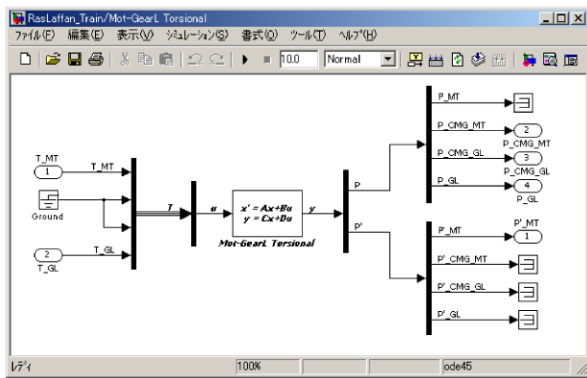 RasLaffan_Train/Mot-GearL Torsional
ファイル(F) 編集(E) 表示(V) シミュレーション(S) 書式(O) ツール(T) ヘルプ(H)
10.0 Normal
T_MT
1
T_MT
Ground
T_GL
2
T_GL
T
u
x' = Ax+Bu
y = Cx+Du
Mot-GearL Torsional
y
P
P'
P_MT
P_CMG_MT
2
P_CMG_MT
P_CMG_GL
3
P_CMG_GL
P_GL
4
P_GL
P'_MT
P'_MT
1
P'_CMG_MT
P'_CMG_GL
P'_GL
レディ 100% ode45